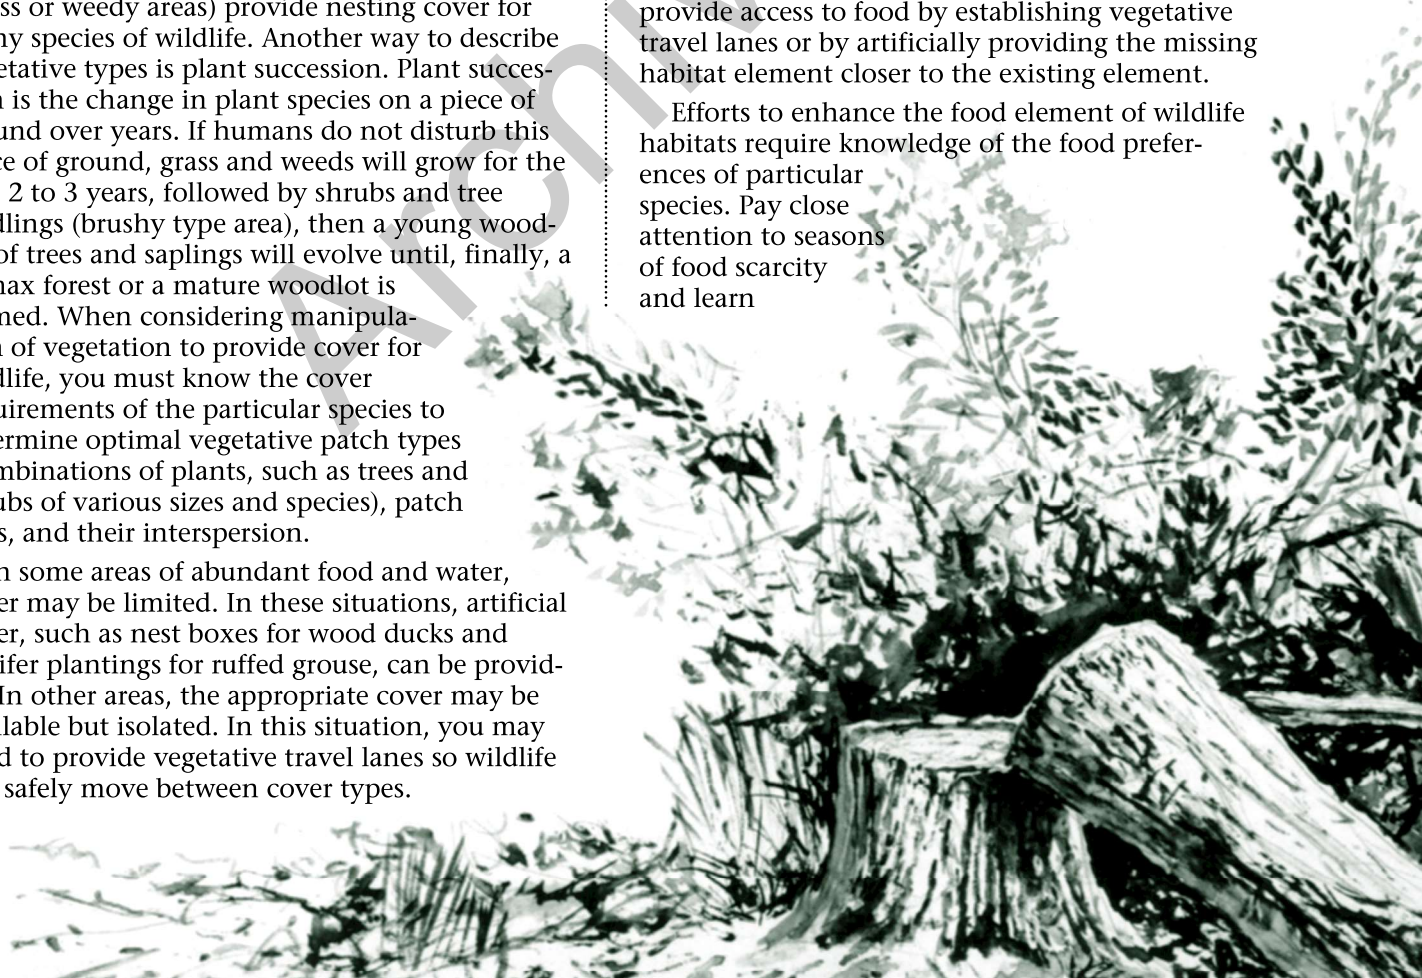 ss or weedy areas) provide nesting cover for
ny species of wildlife. Another way to describe
etative types is plant succession. Plant succes-
n is the change in plant species on a piece of
und over years. If humans do not disturb this
ce of ground, grass and weeds will grow for the
2 to 3 years, followed by shrubs and tree
dlings (brushy type area), then a young wood-
of trees and saplings will evolve until, finally, a
max forest or a mature woodlot is
med. When considering manipula-
n of vegetation to provide cover for
dlife, you must know the cover
uirements of the particular species to
ermine optimal vegetative patch types
mbinations of plants, such as trees and
ubs of various sizes and species), patch
s, and their interspersion.
n some areas of abundant food and water,
er may be limited. In these situations, artificial
er, such as nest boxes for wood ducks and
ifer plantings for ruffed grouse, can be provid-
In other areas, the appropriate cover may be
ilable but isolated. In this situation, you may
d to provide vegetative travel lanes so wildlife
safely move between cover types.
provide access to food by establishing vegetative
travel lanes or by artificially providing the missing
habitat element closer to the existing element.
Efforts to enhance the food element of wildlife
habitats require knowledge of the food prefer-
ences of particular
species. Pay close
attention to seasons
of food scarcity
and learn
Archiv